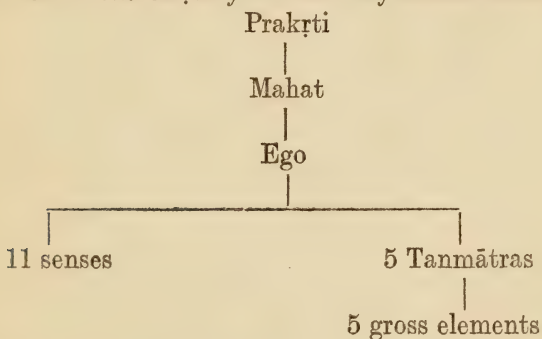 Prakṛti
Mahat
Ego
11 senses 5 Tanmātras
5 gross elements